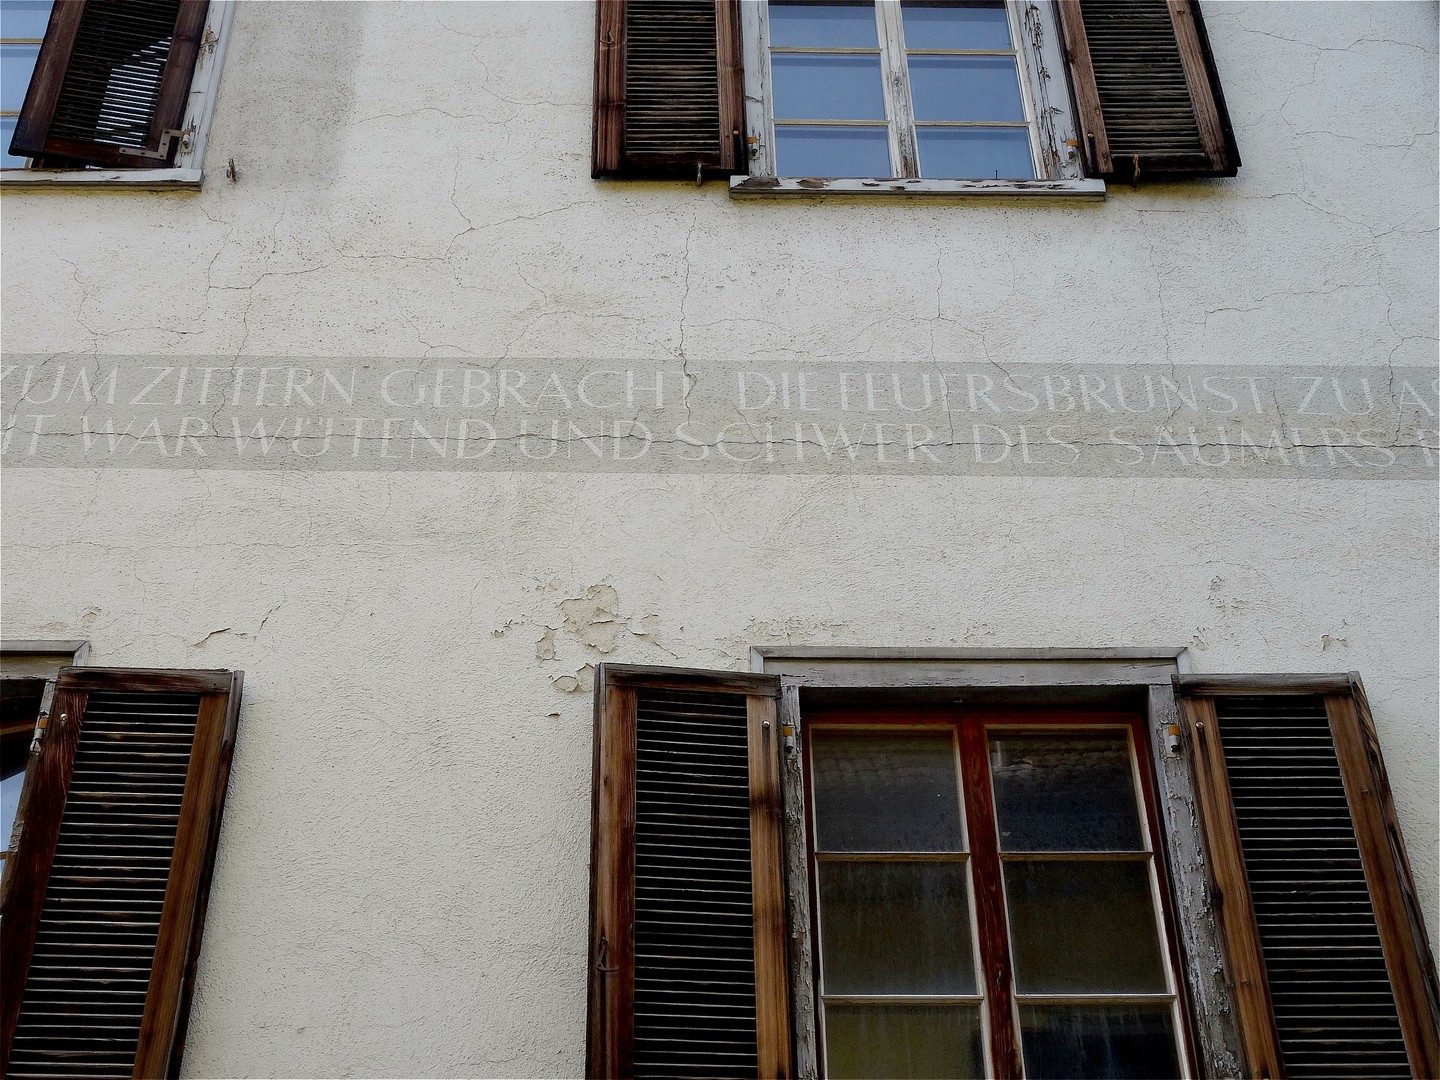 ZUM ZITTERN GEBRACHT DIE FEUERSBRUNST ZU
WAR WÜTEND UND SCHWER DES SÄUMERS